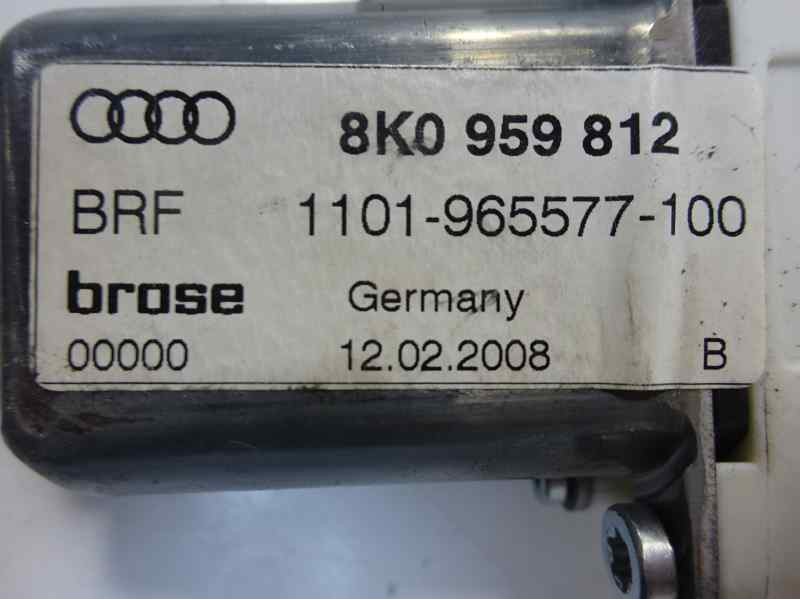 8K0 959 812
BRF 1101-965577-100
brose Germany
00000 12.02.2008 B